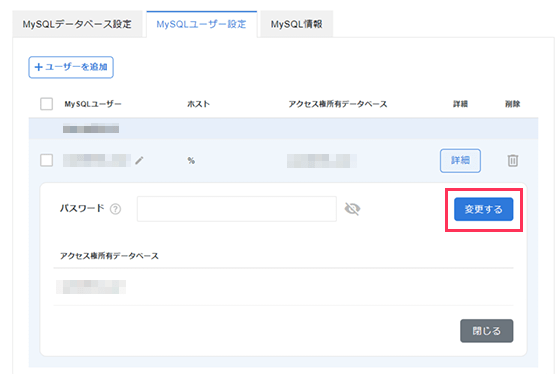 MySQLデータベース設定 MySQLユーザー設定 MySQL情報
+ユーザーを追加
MySQLユーザー ホスト アクセス権所有データベース 詳細 削除
% 詳細
パスワード ? 変更する
アクセス権所有データベース
閉じる